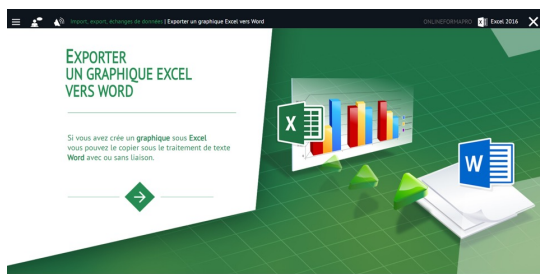 Import, export, échanges de données | Exporter un graphique Excel vers Word
ONLINEFORMAPRO
Excel 2016
EXPORTER
UN GRAPHIQUE EXCEL
VERS WORD
Si vous avez crée un graphique sous Excel
vous pouvez le copier sous le traitement de texte
Word avec ou sans liaison.
X
W